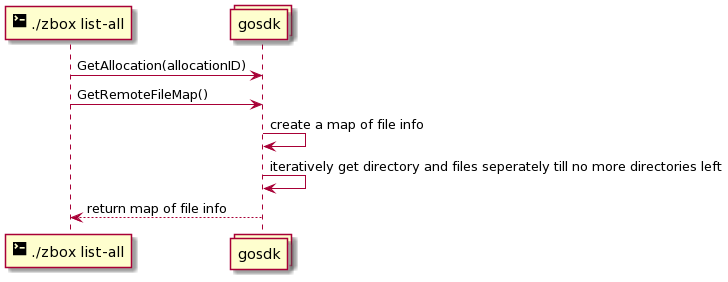 ./zbox list-all
gosdk
GetAllocation(allocationID)
GetRemoteFileMap()
create a map of file info
iteratively get directory and files seperately till no more directories left
return map of file info
./zbox list-all
gosdk